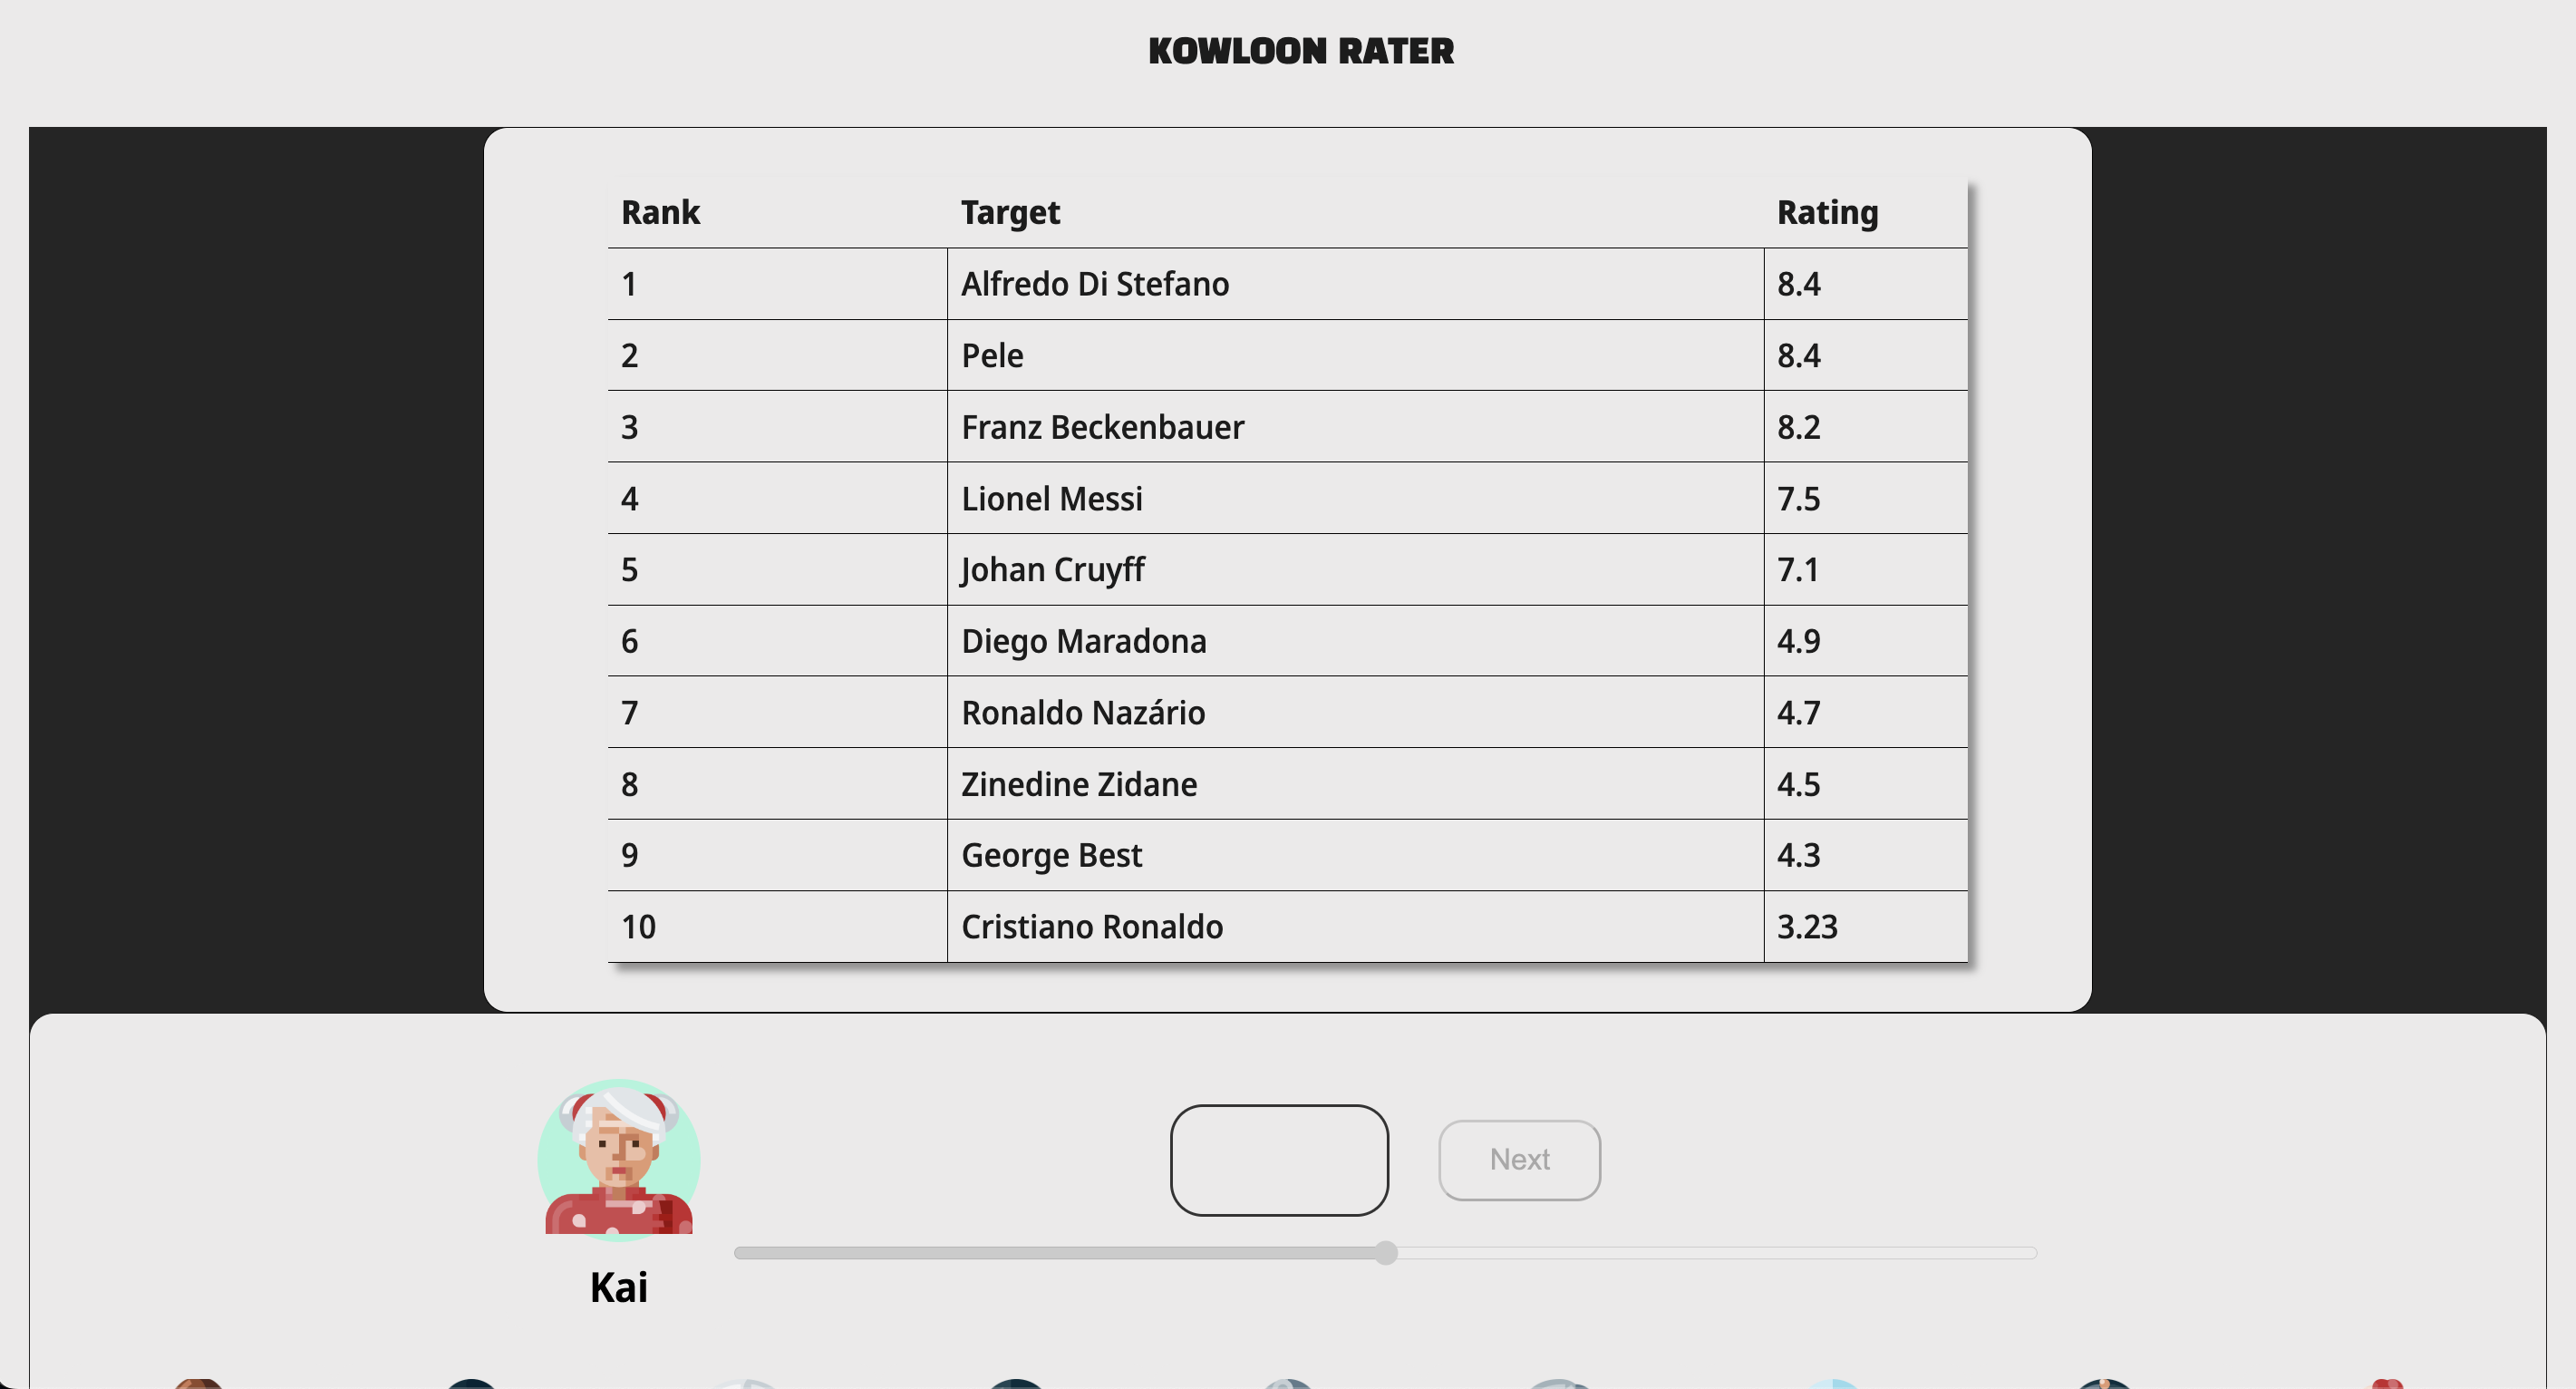 KOWLOON RATER
Rank Target Rating
1 Alfredo Di Stefano 8.4
2 Pele 8.4
3 Franz Beckenbauer 8.2
4 Lionel Messi 7.5
5 Johan Cruyff 7.1
6 Diego Maradona 4.9
7 Ronaldo Nazário 4.7
8 Zinedine Zidane 4.5
9 George Best 4.3
10 Cristiano Ronaldo 3.23
Next
Kai